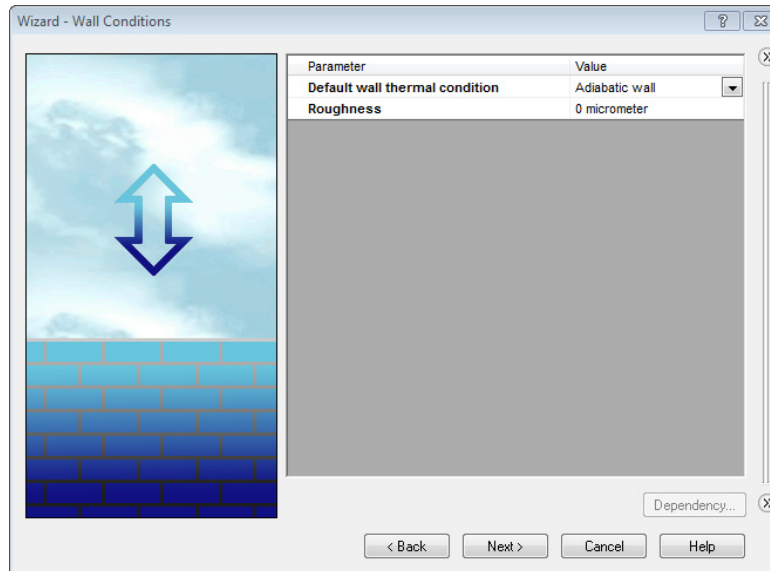 Wizard - Wall Conditions
Parameter Value
Default wall thermal condition Adiabatic wall
Roughness 0 micrometer
Dependency...
< Back Next > Cancel Help